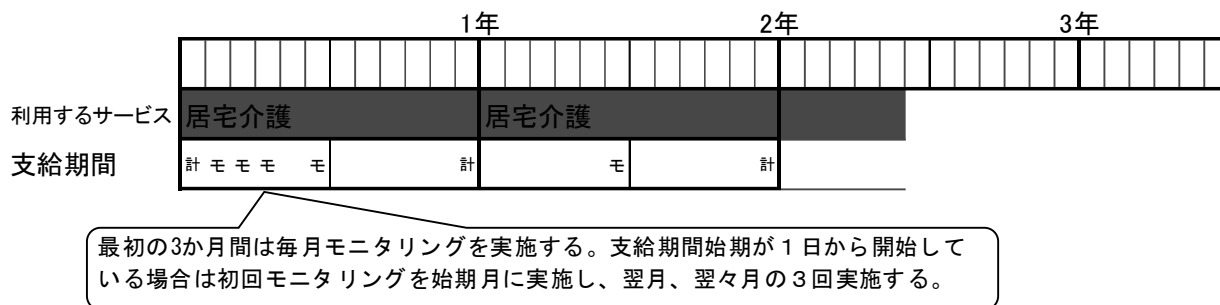 1年 2年 3年
利用するサービス 居宅介護 居宅介護
支給期間 計 モ モ モ モ 計 モ 計
最初の3か月間は毎月モニタリングを実施する。支給期間始期が１日から開始して
いる場合は初回モニタリングを始期月に実施し、翌月、翌々月の３回実施する。